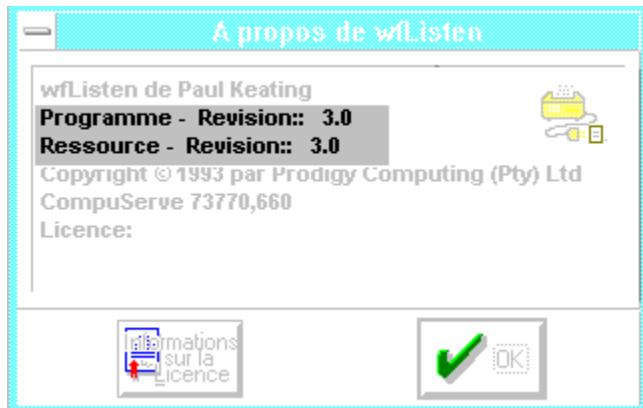 A propos de wfListen
wfListen de Paul Keating
Programme - Revision:: 3.0
Ressource - Revision:: 3.0
Copyright © 1993 par Prodigy Computing (Pty) Ltd
CompuServe 73770,660
Licence:
Informations
sur la
Licence
OK